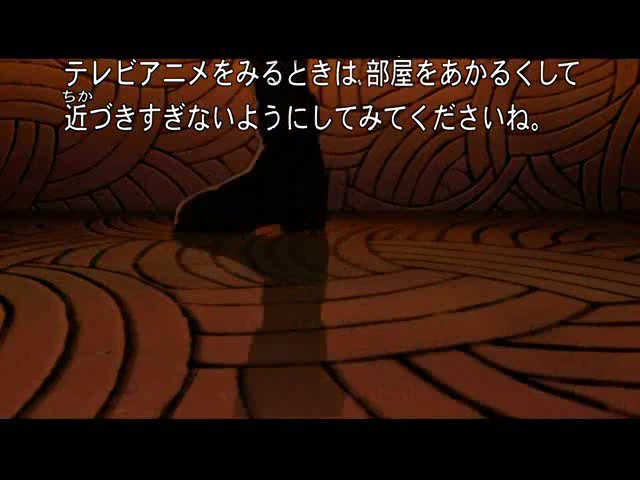 テレビアニメをみるときは、部屋をあかるくして
ちか
近づきすぎないようにしてみてくださいね。